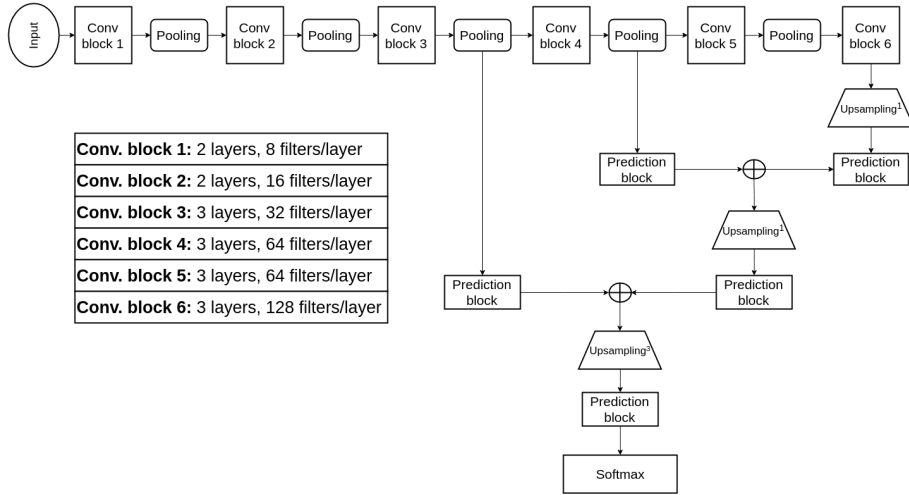 Input
Conv
block 1
Pooling
Conv
block 2
Pooling
Conv
block 3
Pooling
Conv
block 4
Pooling
Conv
block 5
Pooling
Conv
block 6
Upsampling¹
Prediction
block
Prediction
block
Upsampling¹
Prediction
block
Prediction
block
Upsampling³
Prediction
block
Softmax
Conv. block 1: 2 layers, 8 filters/layer
Conv. block 2: 2 layers, 16 filters/layer
Conv. block 3: 3 layers, 32 filters/layer
Conv. block 4: 3 layers, 64 filters/layer
Conv. block 5: 3 layers, 64 filters/layer
Conv. block 6: 3 layers, 128 filters/layer